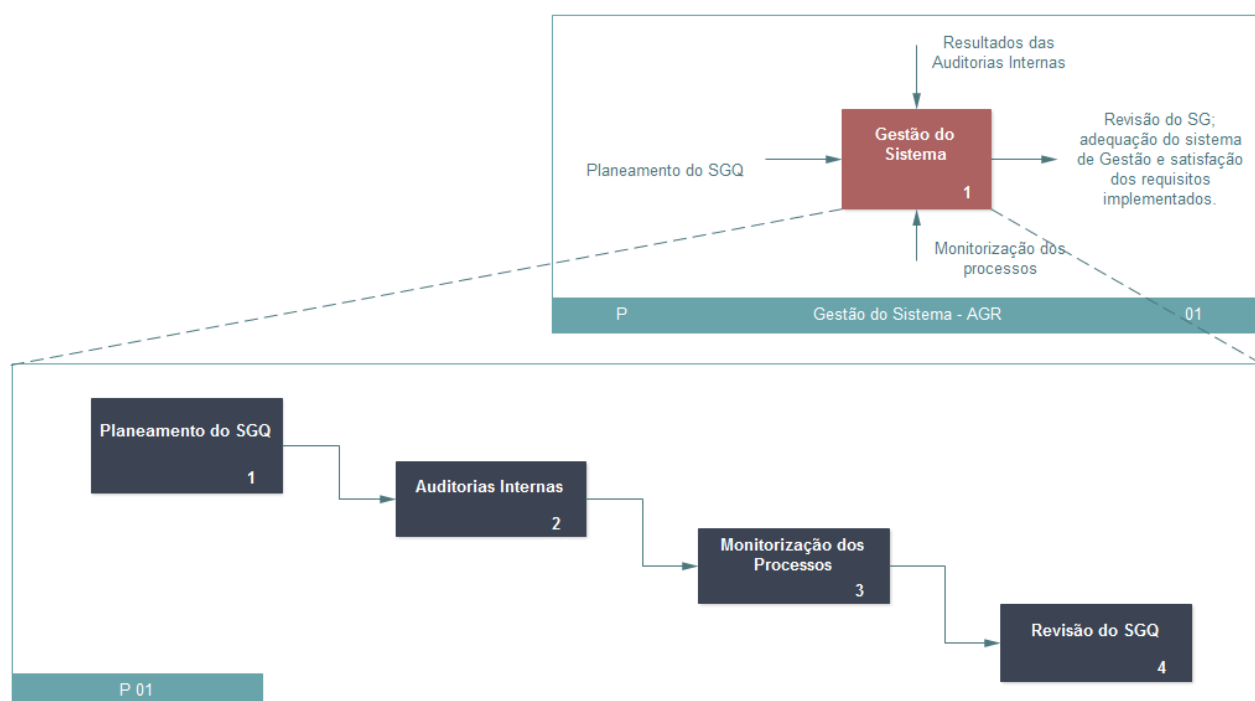 Resultados das
Auditorias Internas
Gestão do
Sistema
1
Planeamento do SGQ
Revisão do SG;
adequação do sistema
de Gestão e satisfação
dos requisitos
implementados.
Monitorização dos
processos
P Gestão do Sistema - AGR 01
Planeamento do SGQ
1
Auditorias Internas
2
Monitorização dos
Processos
3
Revisão do SGQ
4
P 01